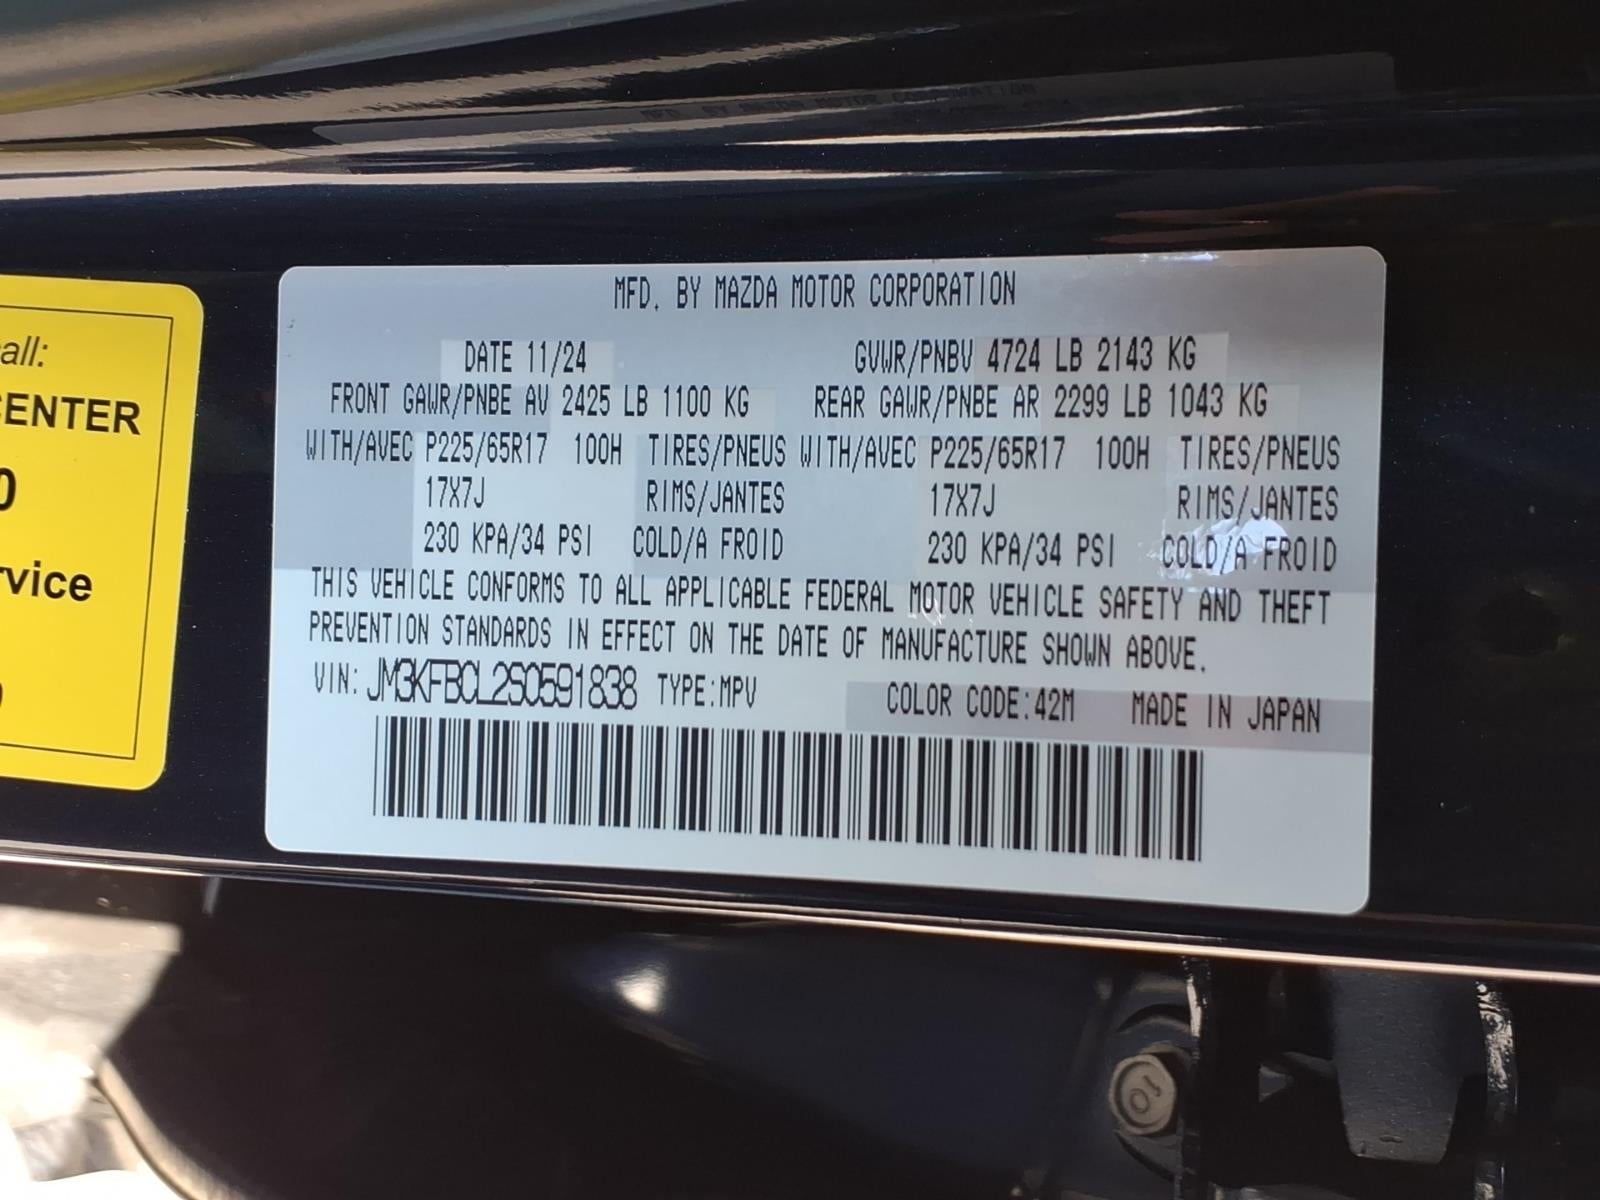 all:
CENTER
0
rvice
MFD. BY MAZDA MOTOR CORPORATION
DATE 11/24 GVWR/PNBV 4724 LB 2143 KG
FRONT GAWR/PNBE AV 2425 LB 1100 KG REAR GAWR/PNBE AR 2299 LB 1043 KG
WITH/AVEC P225/65R17 100H TIRES/PNEUS WITH/AVEC P225/65R17 100H TIRES/PNEUS
17X7J RIMS/JANTES 17X7J RIMS/JANTES
230 KPA/34 PSI COLD/A FROID 230 KPA/34 PSI COLD/A FROID
THIS VEHICLE CONFORMS TO ALL APPLICABLE FEDERAL MOTOR VEHICLE SAFETY AND THEFT
PREVENTION STANDARDS IN EFFECT ON THE DATE OF MANUFACTURE SHOWN ABOVE.
VIN: JM3KFBCL2S0591838 TYPE:MPV COLOR CODE:42M MADE IN JAPAN
10